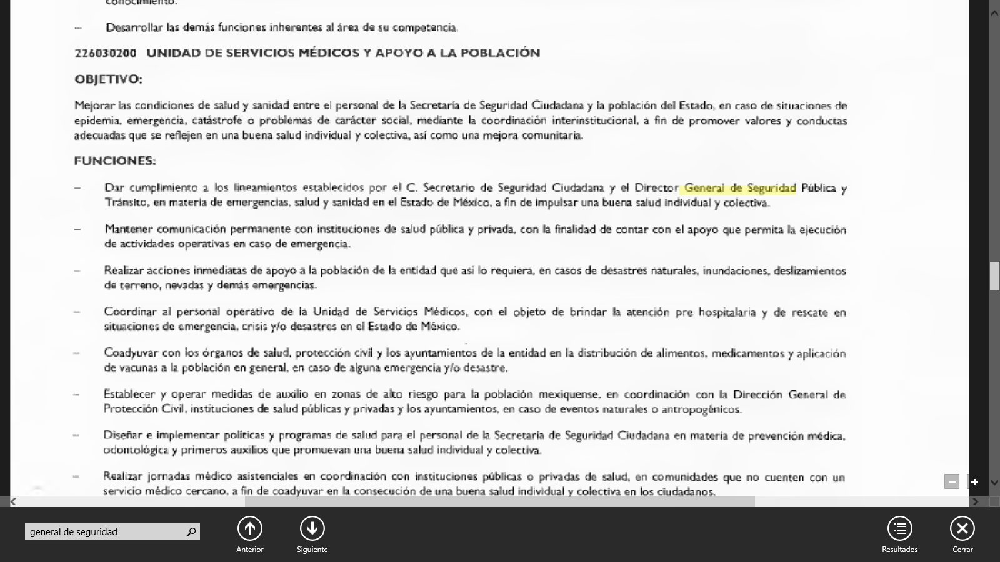 conocimiento.
– Desarrollar las demás funciones inherentes al área de su competencia.
226030200 UNIDAD DE SERVICIOS MÉDICOS Y APOYO A LA POBLACIÓN
OBJETIVO:
Mejorar las condiciones de salud y sanidad entre el personal de la Secretaría de Seguridad Ciudadana y la población del Estado, en caso de situaciones de
epidemia, emergencia, catástrofe o problemas de carácter social, mediante la coordinación interinstitucional, a fin de promover valores y conductas
adecuadas que se reflejen en una buena salud individual y colectiva, así como una mejora comunitaria.
FUNCIONES:
– Dar cumplimiento a los lineamientos establecidos por el C. Secretario de Seguridad Ciudadana y el Director General de Seguridad Pública y
Tránsito, en materia de emergencias, salud y sanidad en el Estado de México, a fin de impulsar una buena salud individual y colectiva.
– Mantener comunicación permanente con instituciones de salud pública y privada, con la finalidad de contar con el apoyo que permita la ejecución
de actividades operativas en caso de emergencia.
– Realizar acciones inmediatas de apoyo a la población de la entidad que así lo requiera, en casos de desastres naturales, inundaciones, deslizamientos
de terreno, nevadas y demás emergencias.
– Coordinar al personal operativo de la Unidad de Servicios Médicos, con el objeto de brindar la atención pre hospitalaria y de rescate en
situaciones de emergencia, crisis y/o desastres en el Estado de México.
– Coadyuvar con los órganos de salud, protección civil y los ayuntamientos de la entidad en la distribución de alimentos, medicamentos y aplicación
de vacunas a la población en general, en caso de alguna emergencia y/o desastre.
– Establecer y operar medidas de auxilio en zonas de alto riesgo para la población mexiquense, en coordinación con la Dirección General de
Protección Civil, instituciones de salud públicas y privadas y los ayuntamientos, en caso de eventos naturales o antropogénicos.
– Diseñar e implementar políticas y programas de salud para el personal de la Secretaría de Seguridad Ciudadana en materia de prevención médica,
odontológica y primeros auxilios que promuevan una buena salud individual y colectiva.
– Realizar jornadas médico asistenciales en coordinación con instituciones públicas o privadas de salud, en comunidades que no cuenten con un
servicio médico cercano, a fin de coadyuvar en la consecución de una buena salud individual y colectiva en los ciudadanos.
general de seguridad
Anterior
Siguiente
Resultados
Cerrar